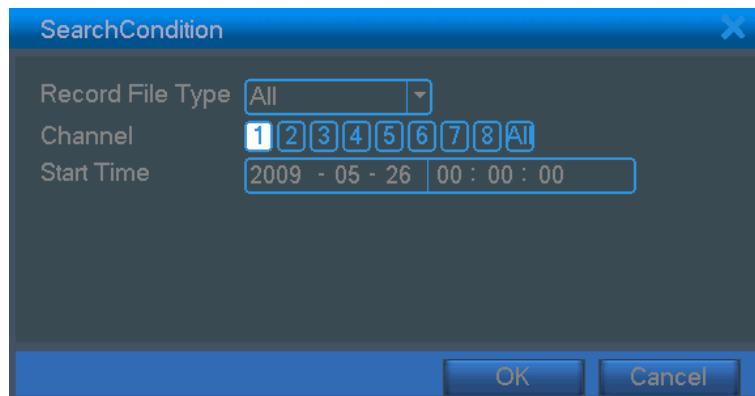 SearchCondition
Record File Type All
Channel 1 2 3 4 5 6 7 8 All
Start Time 2009 - 05 - 26 00 : 00 : 00
OK Cancel